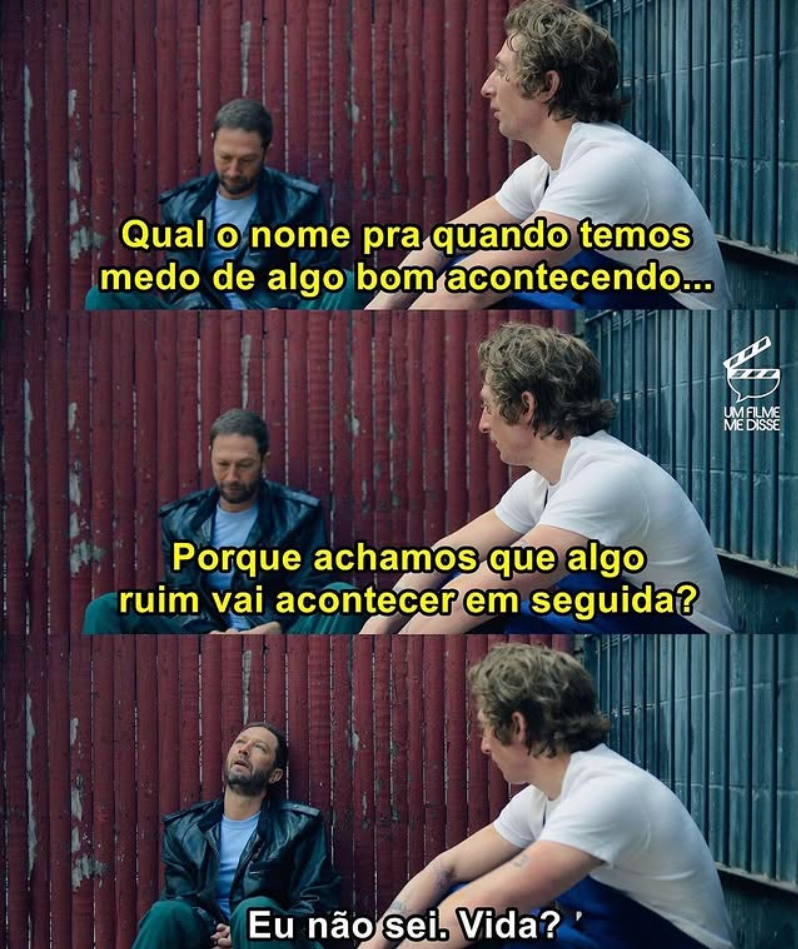 Qual o nome pra quando temos
medo de algo bom acontecendo...
UM FILME
ME DISSE
Porque achamos que algo
ruim vai acontecer em seguida?
Eu não sei. Vida?